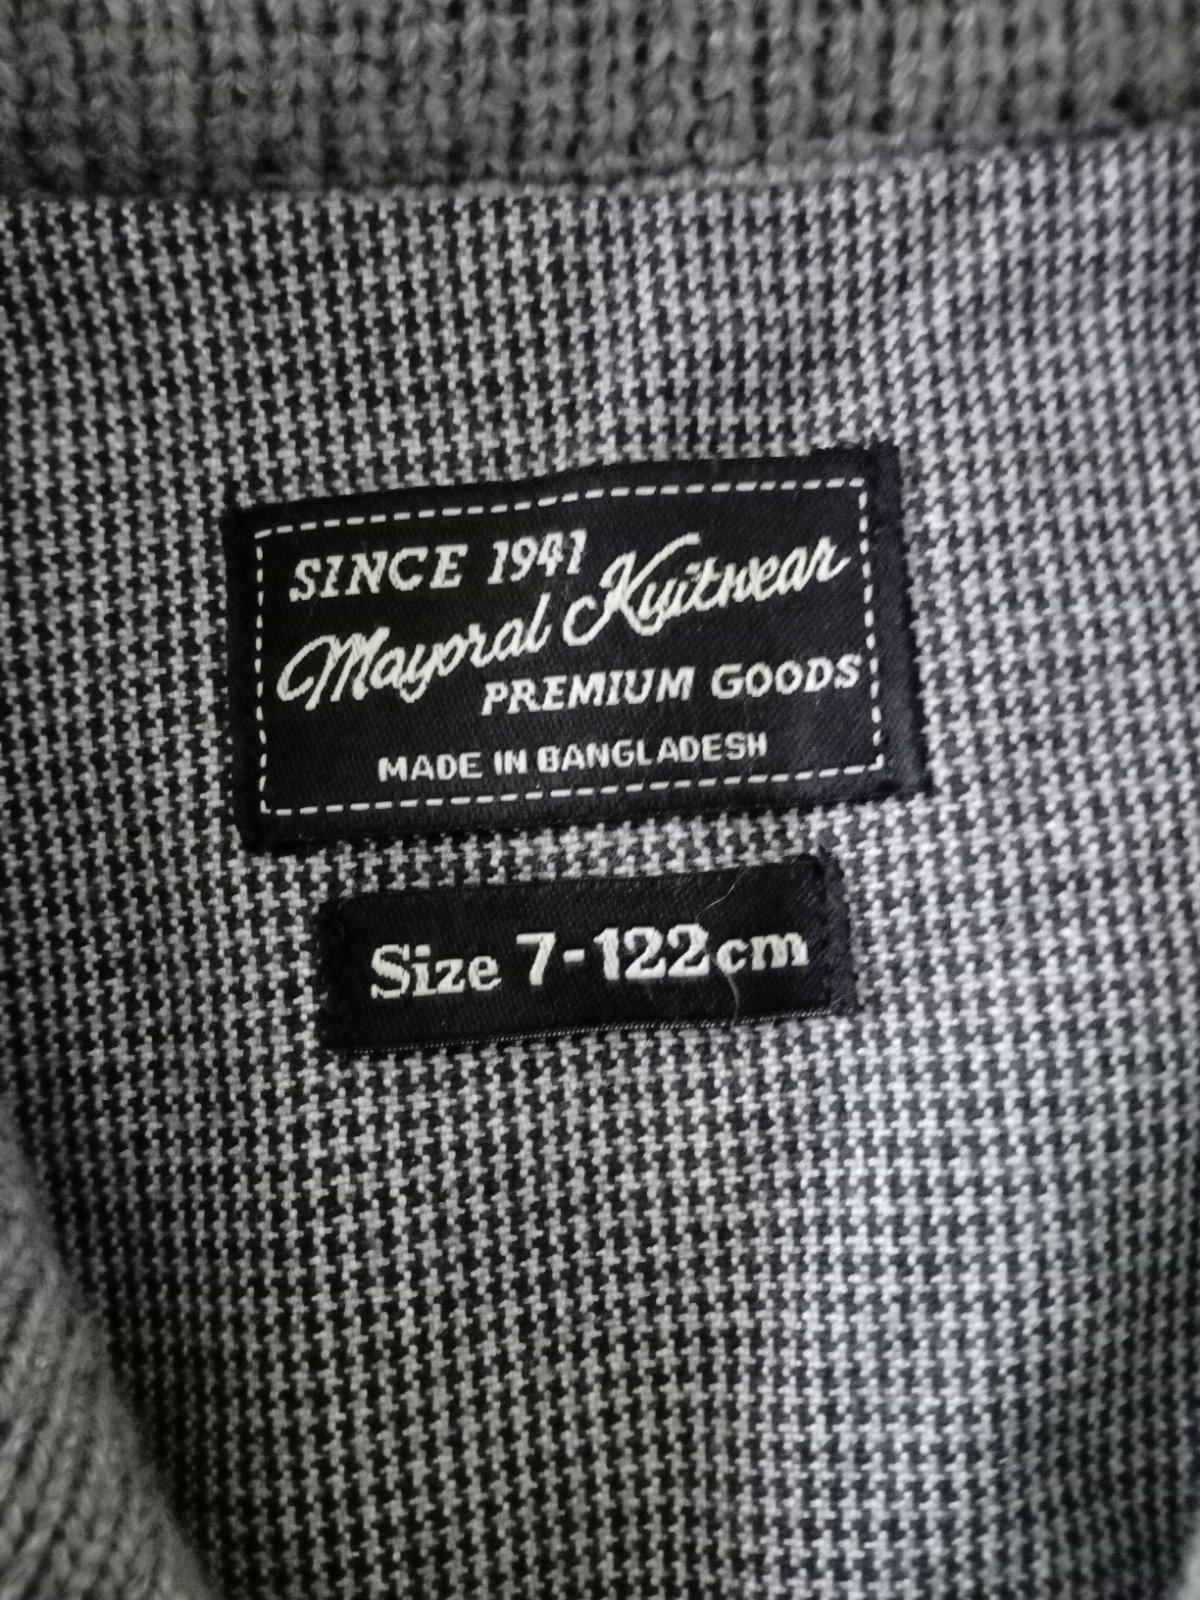 SINCE 1941
Mayoral Knitwear
PREMIUM GOODS
MADE IN BANGLADESH
Size 7-122cm